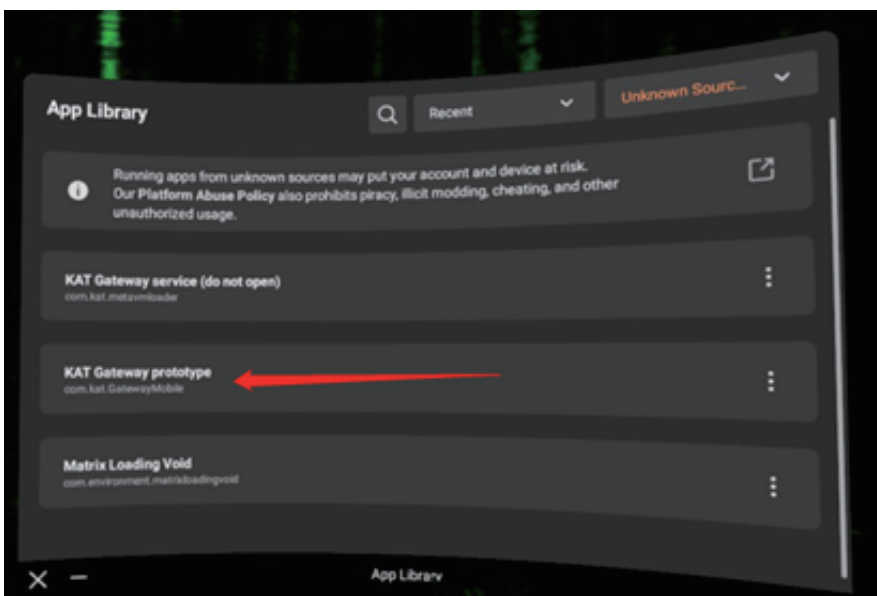 App Library
Recent
Unknown Sourc...
Running apps from unknown sources may put your account and device at risk.
Our Platform Abuse Policy also prohibits piracy, illicit modding, cheating, and other
unauthorized usage.
KAT Gateway service (do not open)
com.kat.metavmloader
KAT Gateway prototype
com.kat.GatewayMobile
Matrix Loading Void
com.environment.matrixloadingvoid
App Library